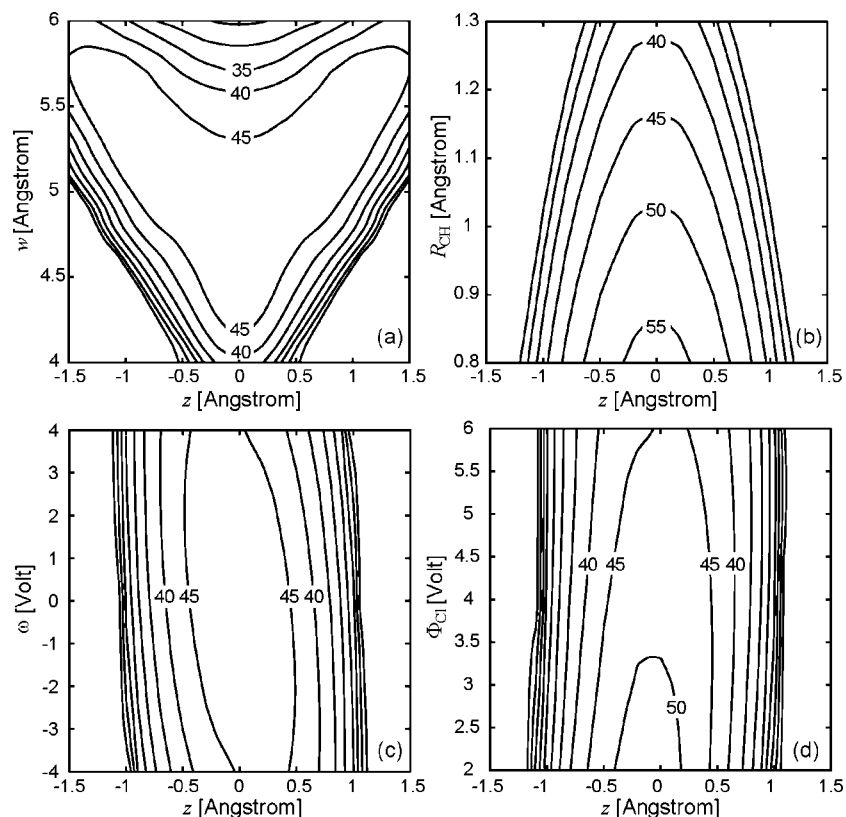 6
5.5
5
4.5
4
w [Angstrom]
35
40
45
45
40
(a)
-1.5 -1 -0.5 0 0.5 1 1.5
z [Angstrom]
1.3
1.2
1.1
1
0.9
0.8
R_CH [Angstrom]
40
45
50
55
(b)
-1.5 -1 -0.5 0 0.5 1 1.5
z [Angstrom]
4
3
2
1
0
-1
-2
-3
-4
ω [Volt]
40 45 45 40
(c)
-1.5 -1 -0.5 0 0.5 1 1.5
z [Angstrom]
6
5.5
5
4.5
4
3.5
3
2.5
2
Φ_Cl [Volt]
40 45 45 40
50
(d)
-1.5 -1 -0.5 0 0.5 1 1.5
z [Angstrom]